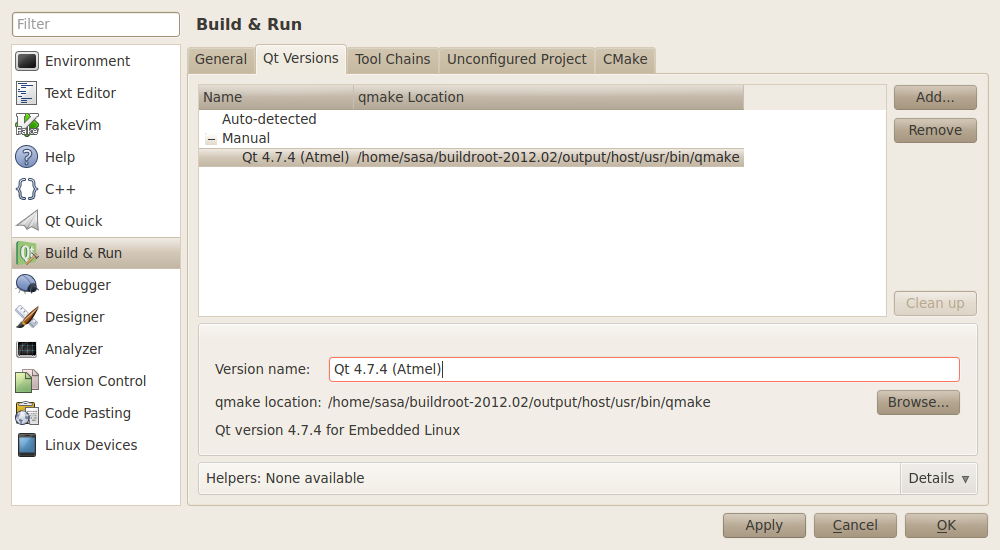 Filter
Build & Run
Environment
Text Editor
FakeVim
Help
C++
Qt Quick
Build & Run
Debugger
Designer
Analyzer
Version Control
Code Pasting
Linux Devices
General Qt Versions Tool Chains Unconfigured Project CMake
Name qmake Location
Auto-detected
Manual
Qt 4.7.4 (Atmel) /home/sasa/buildroot-2012.02/output/host/usr/bin/qmake
Add...
Remove
Clean up
Version name: Qt 4.7.4 (Atmel)
qmake location: /home/sasa/buildroot-2012.02/output/host/usr/bin/qmake Browse...
Qt version 4.7.4 for Embedded Linux
Helpers: None available Details
Apply Cancel OK